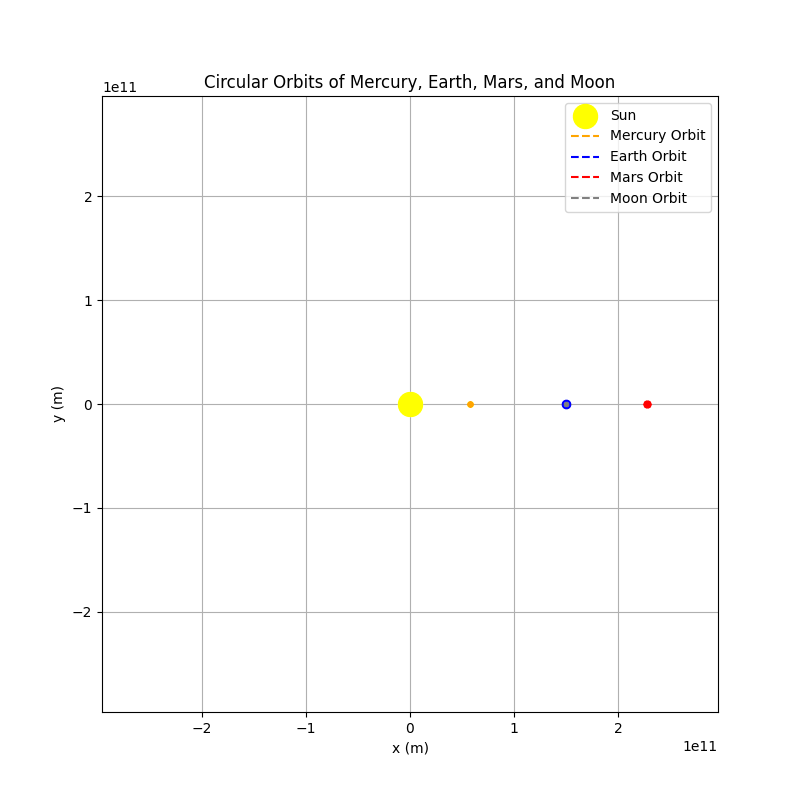 Circular Orbits of Mercury, Earth, Mars, and Moon
1e11
Sun
Mercury Orbit
Earth Orbit
Mars Orbit
Moon Orbit
2
1
0
−1
−2
y (m)
−2 −1 0 1 2
x (m)
1e11